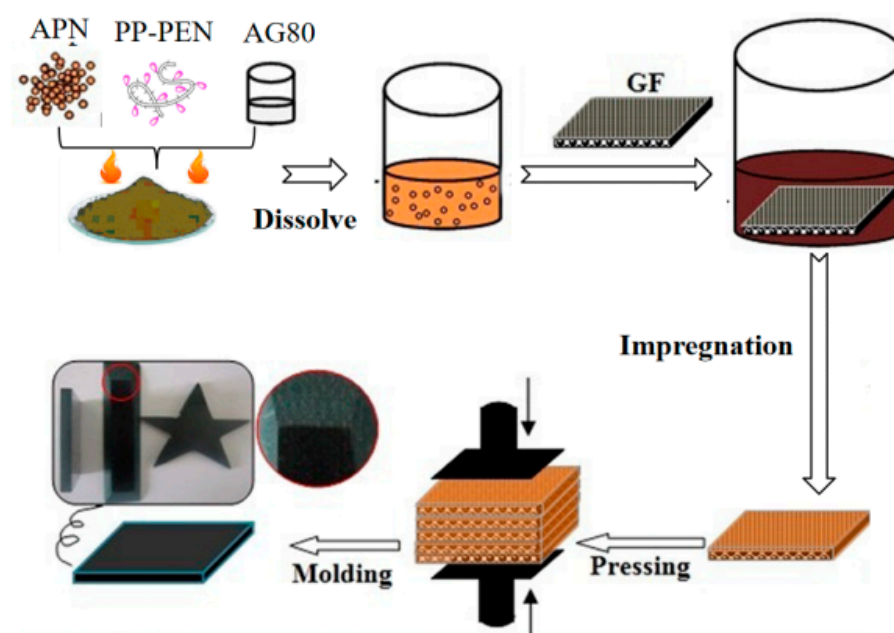 APN PP-PEN AG80
GF
Dissolve
Impregnation
Pressing
Molding